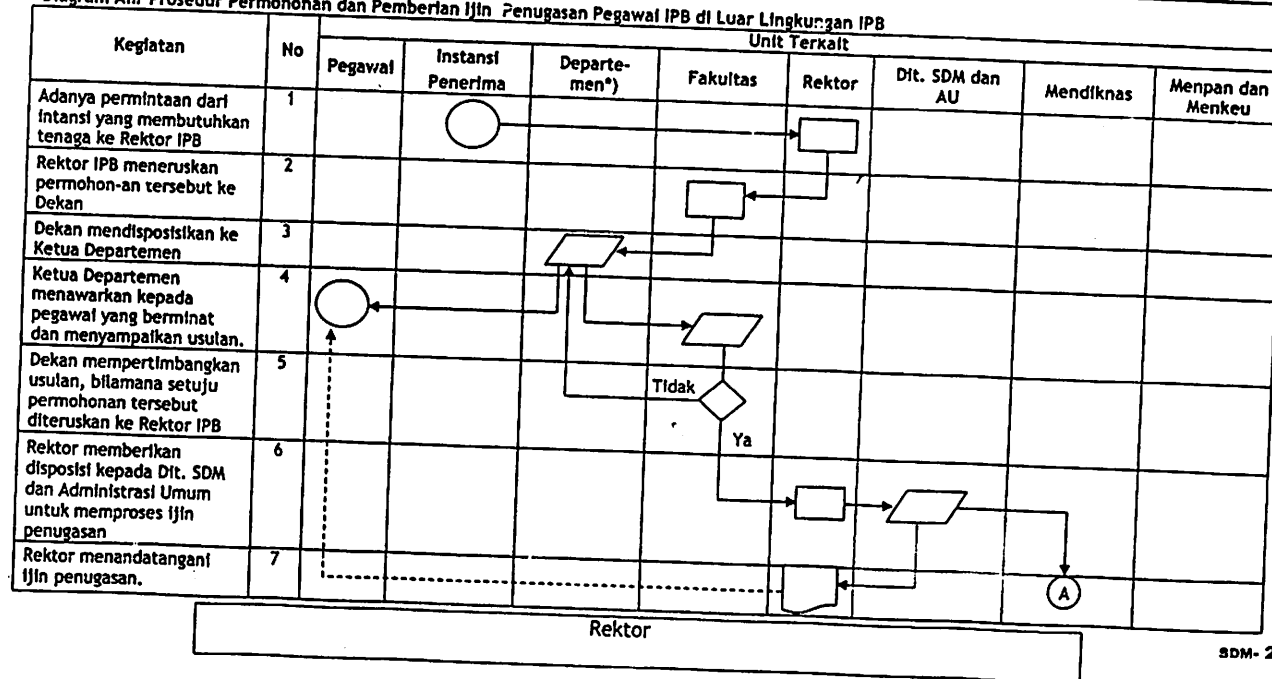 Diagram Alir Prosedur Permohonan dan Pemberian Ijin Penugasan Pegawai IPB di Luar Lingkungan IPB
Kegiatan
No
Unit Terkait
Pegawai
Instansi
Penerima
Departe-
men*)
Fakultas
Rektor
Dit. SDM dan
AU
Mendiknas
Menpan dan
Menkeu
Adanya permintaan dari
intansi yang membutuhkan
tenaga ke Rektor IPB
1
Rektor IPB meneruskan
permohon-an tersebut ke
Dekan
2
Dekan mendisposisikan ke
Ketua Departemen
3
Ketua Departemen
menawarkan kepada
pegawai yang berminat
dan menyampaikan usulan.
4
Dekan mempertimbangkan
usulan, bilamana setuju
permohonan tersebut
diteruskan ke Rektor IPB
5
Tidak
Ya
Rektor memberikan
disposisi kepada Dit. SDM
dan Administrasi Umum
untuk memproses ijin
penugasan
6
Rektor menandatangani
ijin penugasan.
7
A
Rektor
SDM- 2